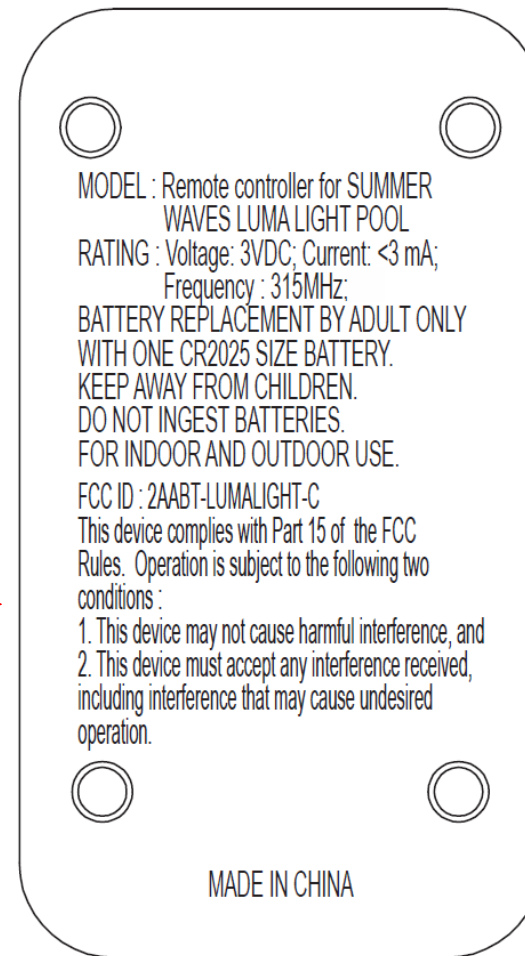 MODEL : Remote controller for SUMMER
WAVES LUMA LIGHT POOL
RATING : Voltage: 3VDC; Current: <3 mA;
Frequency : 315MHz;
BATTERY REPLACEMENT BY ADULT ONLY
WITH ONE CR2025 SIZE BATTERY.
KEEP AWAY FROM CHILDREN.
DO NOT INGEST BATTERIES.
FOR INDOOR AND OUTDOOR USE.
FCC ID : 2AABT-LUMALIGHT-C
This device complies with Part 15 of the FCC
Rules. Operation is subject to the following two
conditions :
1. This device may not cause harmful interference, and
2. This device must accept any interference received,
including interference that may cause undesired
operation.
MADE IN CHINA